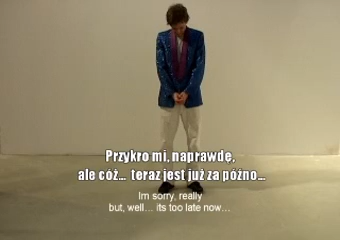 Przykro mi, naprawdę,
ale cóż... teraz jest już za późno...
Im sorry, really
but, well... its too late now...